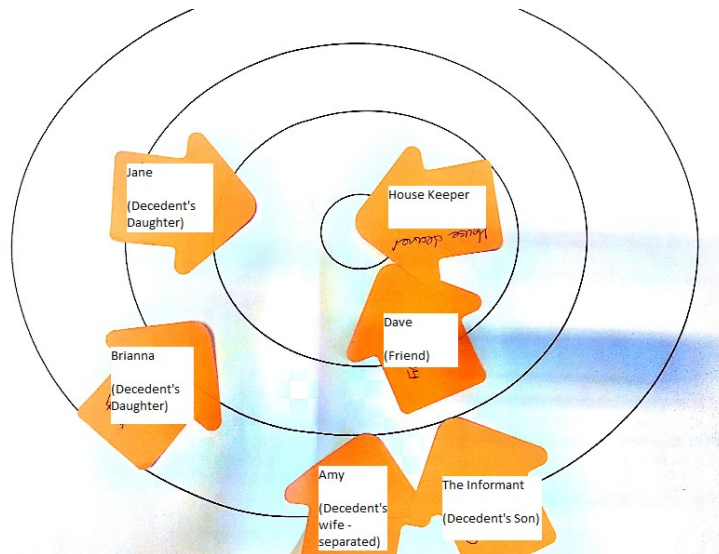 Jane
(Decedent's
Daughter)
House Keeper
House cleaner
Dave
(Friend)
Brianna
(Decedent's
Daughter)
Amy
(Decedent's
wife -
separated)
The Informant
(Decedent's Son)